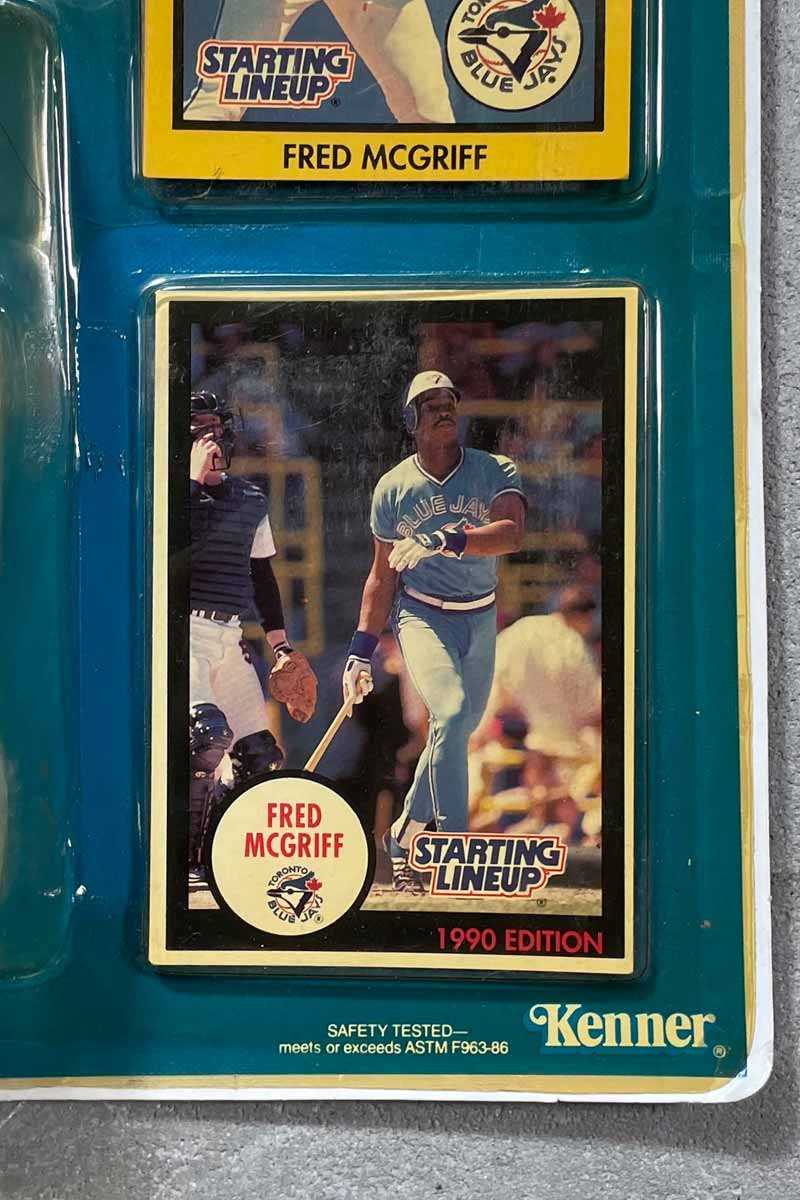 STARTING
LINEUP®
TORONTO
BLUE JAYS
FRED MCGRIFF
BLUE JAYS
FRED
MCGRIFF
TORONTO
BLUE JAYS®
STARTING
LINEUP®
1990 EDITION
SAFETY TESTED—
meets or exceeds ASTM F963-86
Kenner®